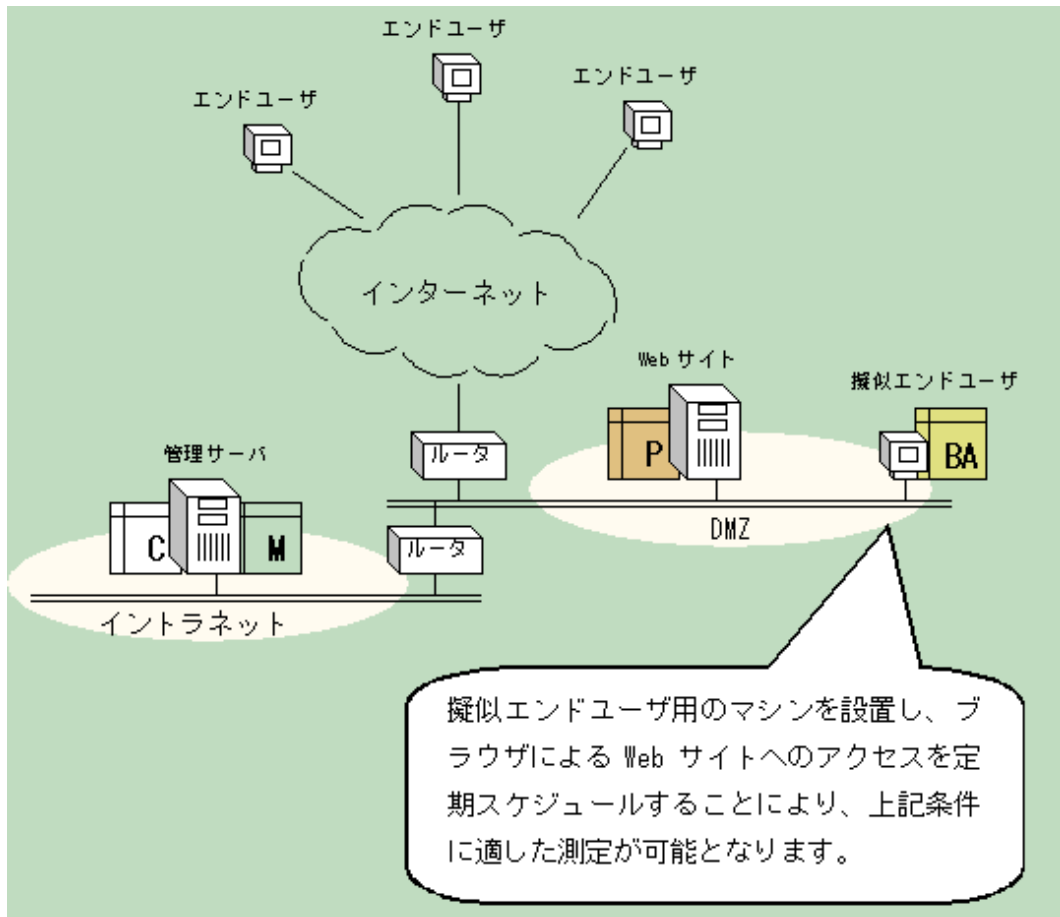 エンドユーザ
エンドユーザ
エンドユーザ
インターネット
Web サイト
擬似エンドユーザ
管理サーバ
ルータ
P
BA
DMZ
C
M
ルータ
イントラネット
擬似エンドユーザ用のマシンを設置し、ブ
ラウザによる Web サイトへのアクセスを定
期スケジュールすることにより、上記条件
に適した測定が可能となります。